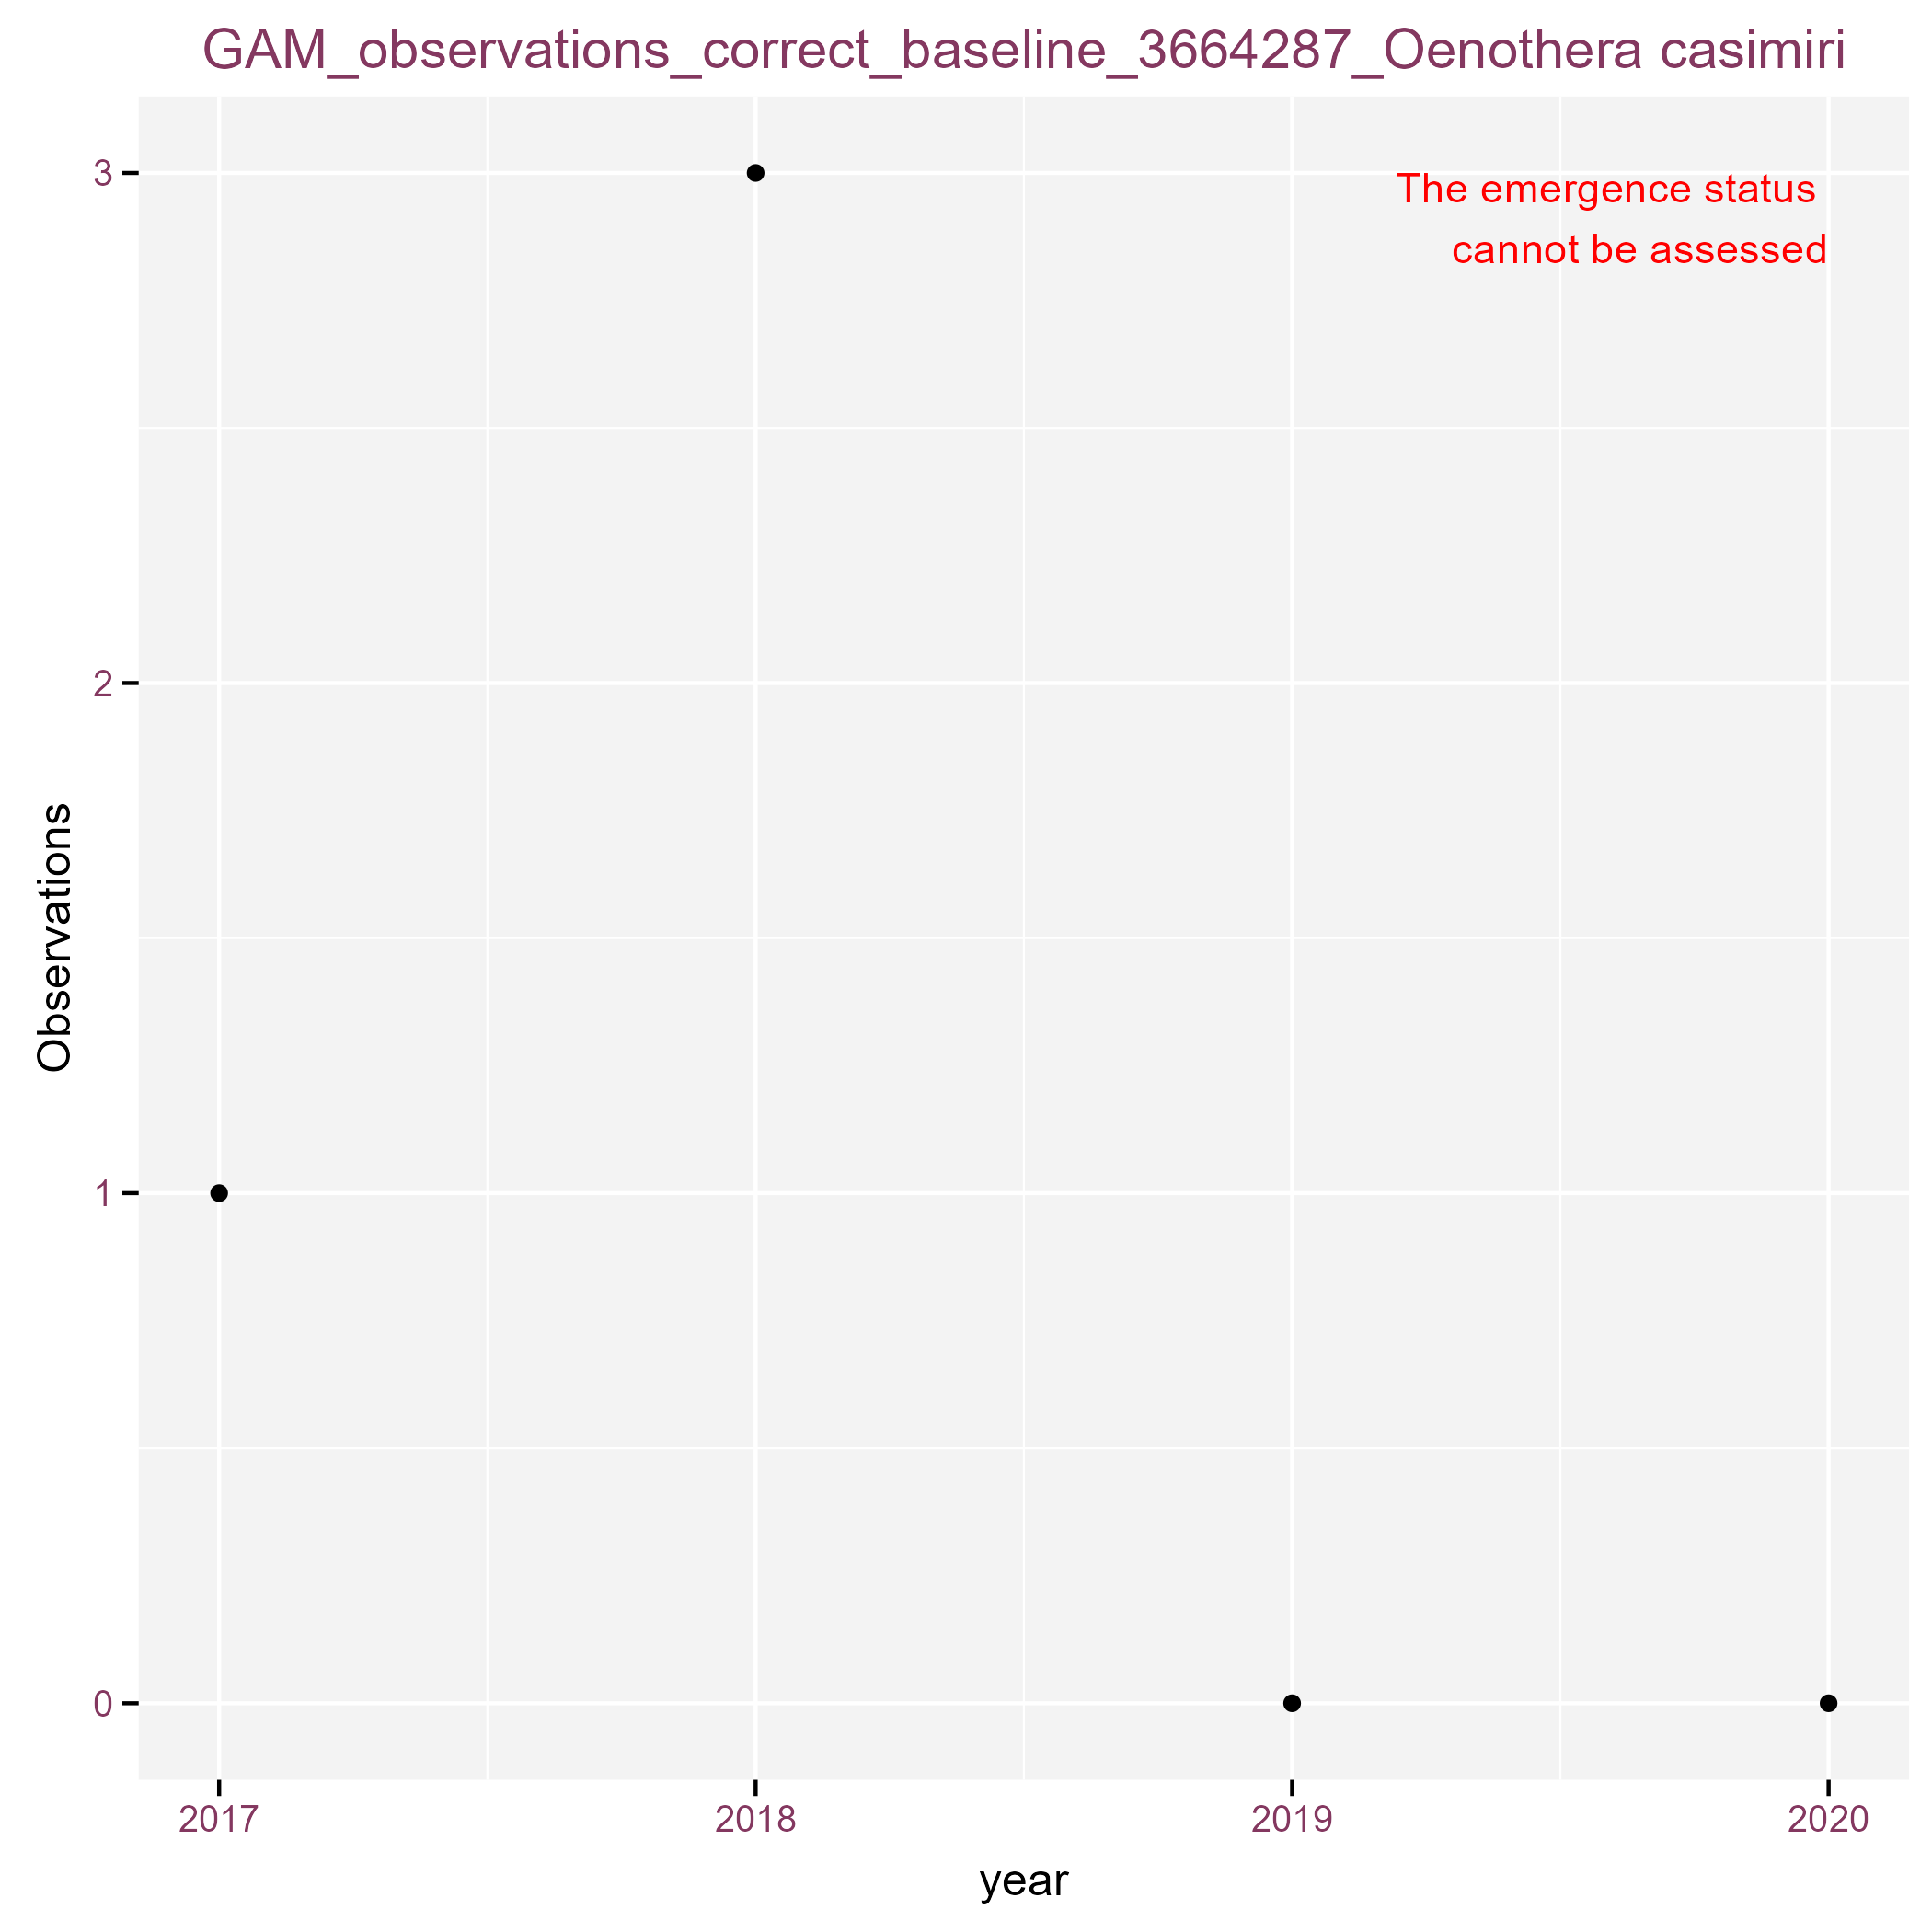 GAM_observations_correct_baseline_3664287_Oenothera casimiri
The emergence status
cannot be assessed
3
2
1
0
Observations
2017 2018 2019 2020
year